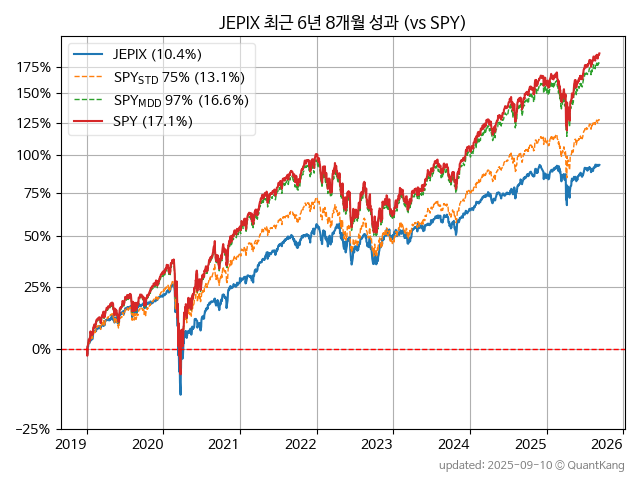 JEPIX 최근 6년 8개월 성과 (vs SPY)
JEPIX (10.4%)
SPY_STD 75% (13.1%)
SPY_MDD 97% (16.6%)
SPY (17.1%)
175%
150%
125%
100%
75%
50%
25%
0%
−25%
2019 2020 2021 2022 2023 2024 2025 2026
updated: 2025-09-10 © QuantKang